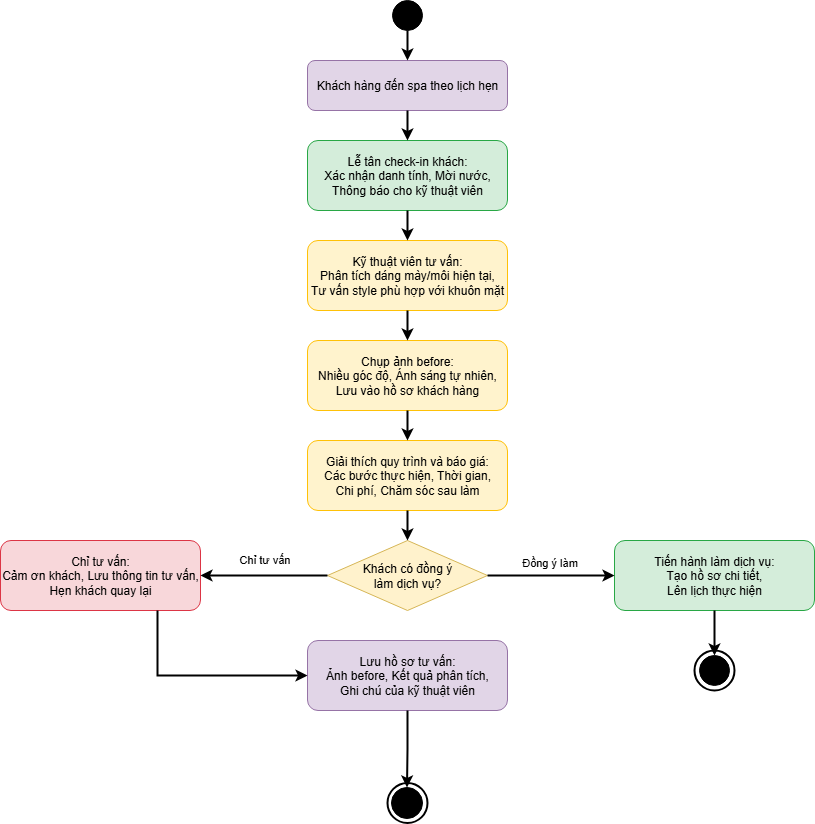 Khách hàng đến spa theo lịch hẹn
Lễ tân check-in khách:
Xác nhận danh tính, Mời nước,
Thông báo cho kỹ thuật viên
Kỹ thuật viên tư vấn:
Phân tích dáng mày/môi hiện tại,
Tư vấn style phù hợp với khuôn mặt
Chụp ảnh before:
Nhiều góc độ, Ánh sáng tự nhiên,
Lưu vào hồ sơ khách hàng
Giải thích quy trình và báo giá:
Các bước thực hiện, Thời gian,
Chi phí, Chăm sóc sau làm
Khách có đồng ý
làm dịch vụ?
Chỉ tư vấn
Đồng ý làm
Chỉ tư vấn:
Cảm ơn khách, Lưu thông tin tư vấn,
Hẹn khách quay lại
Tiến hành làm dịch vụ:
Tạo hồ sơ chi tiết,
Lên lịch thực hiện
Lưu hồ sơ tư vấn:
Ảnh before, Kết quả phân tích,
Ghi chú của kỹ thuật viên